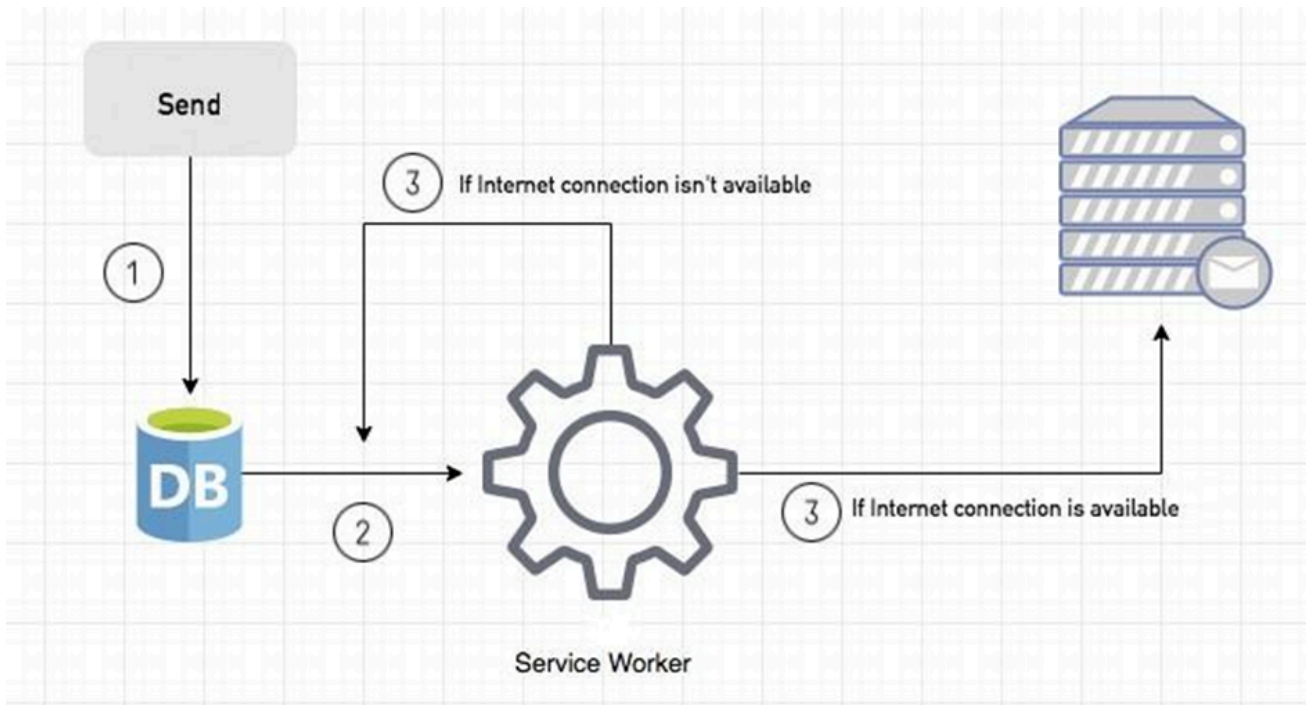 Send
3 If Internet connection isn't available
1
DB
2
3 If Internet connection is available
Service Worker